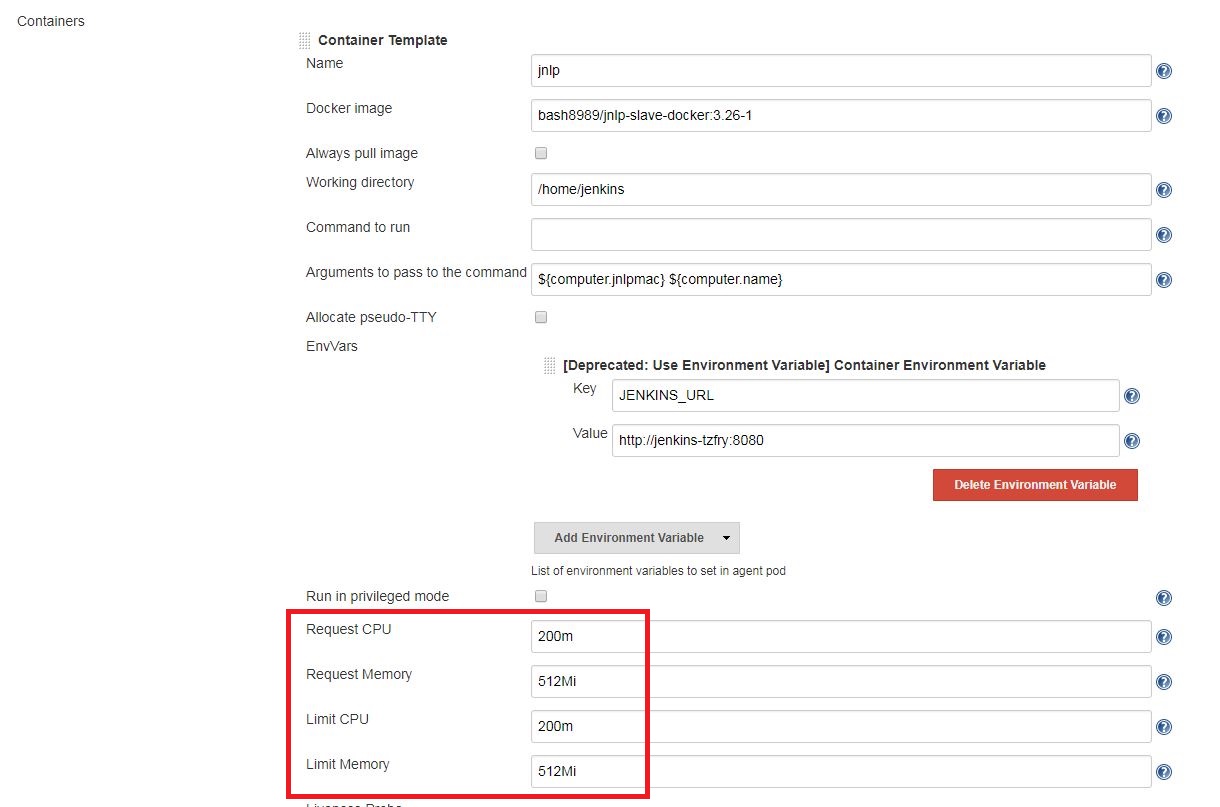 Containers
Container Template
Name
jnlp
Docker image
bash8989/jnlp-slave-docker:3.26-1
Always pull image
Working directory
/home/jenkins
Command to run
Arguments to pass to the command
${computer.jnlpmac} ${computer.name}
Allocate pseudo-TTY
EnvVars
[Deprecated: Use Environment Variable] Container Environment Variable
Key
JENKINS_URL
Value
http://jenkins-tzfry:8080
Delete Environment Variable
Add Environment Variable
List of environment variables to set in agent pod
Run in privileged mode
Request CPU
200m
Request Memory
512Mi
Limit CPU
200m
Limit Memory
512Mi